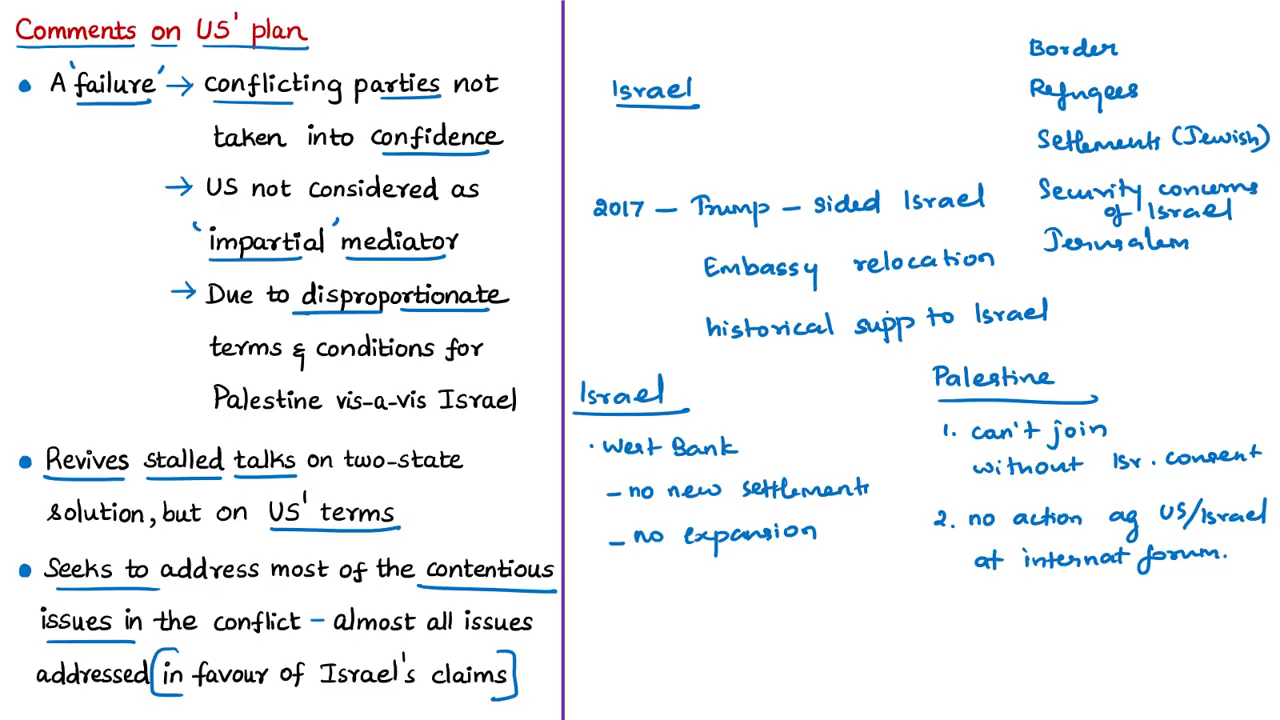 Comments on US' plan
• A 'failure' → conflicting parties not
taken into confidence
→ US not considered as
'impartial' mediator
→ Due to disproportionate
terms & conditions for
Palestine vis-a-vis Israel
• Revives stalled talks on two-state
solution, but on US' terms
• Seeks to address most of the contentious
issues in the conflict - almost all issues
addressed [in favour of Israel's claims]
Israel
Border
Refugees
Settlements (Jewish)
Security concerns
of Israel
Jerusalem
2017 - Trump - sided Israel
Embassy relocation
historical supp to Israel
Israel
· West Bank
- no new settlements
- no expansion
Palestine
1. can't join
without Isr. consent
2. no action ag US/Israel
at internat forum.